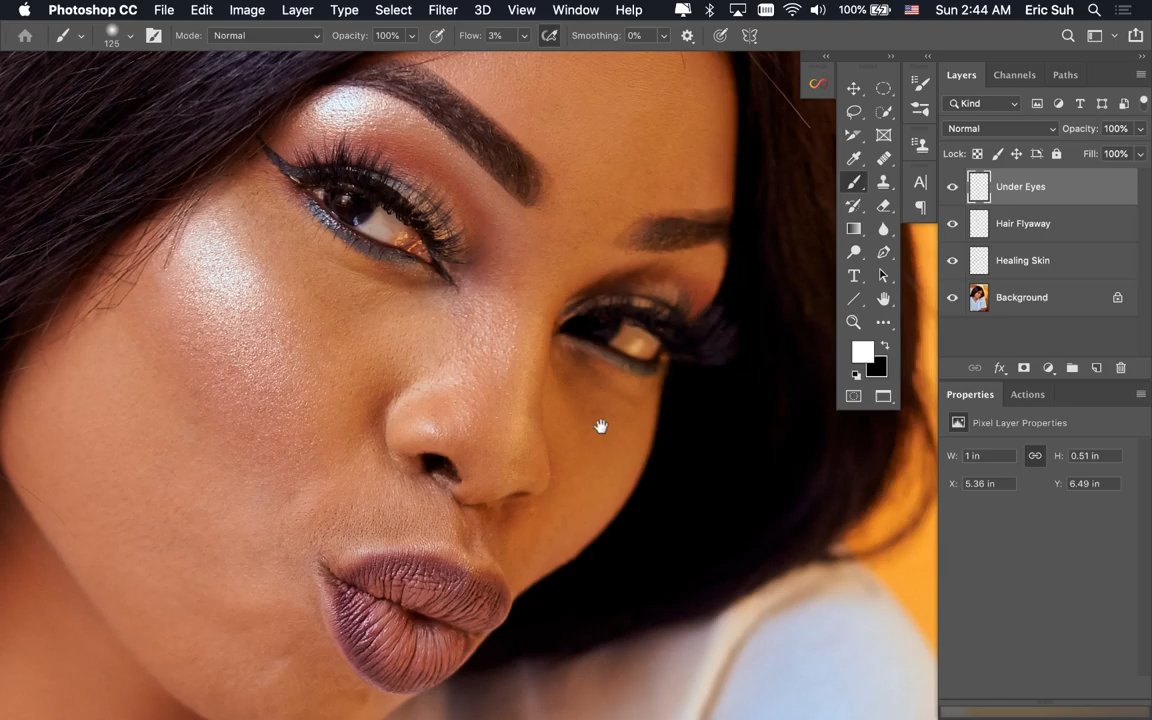 Photoshop CC File Edit Image Layer Type Select Filter 3D View Window Help 100% Sun 2:44 AM Eric Suh
125 Mode: Normal Opacity: 100% Flow: 3% Smoothing: 0%
Layers Channels Paths
Kind
Normal Opacity: 100%
Lock: Fill: 100%
Under Eyes
Hair Flyaway
Healing Skin
Background
Properties Actions
Pixel Layer Properties
W: 1 in H: 0.51 in
X: 5.36 in Y: 6.49 in